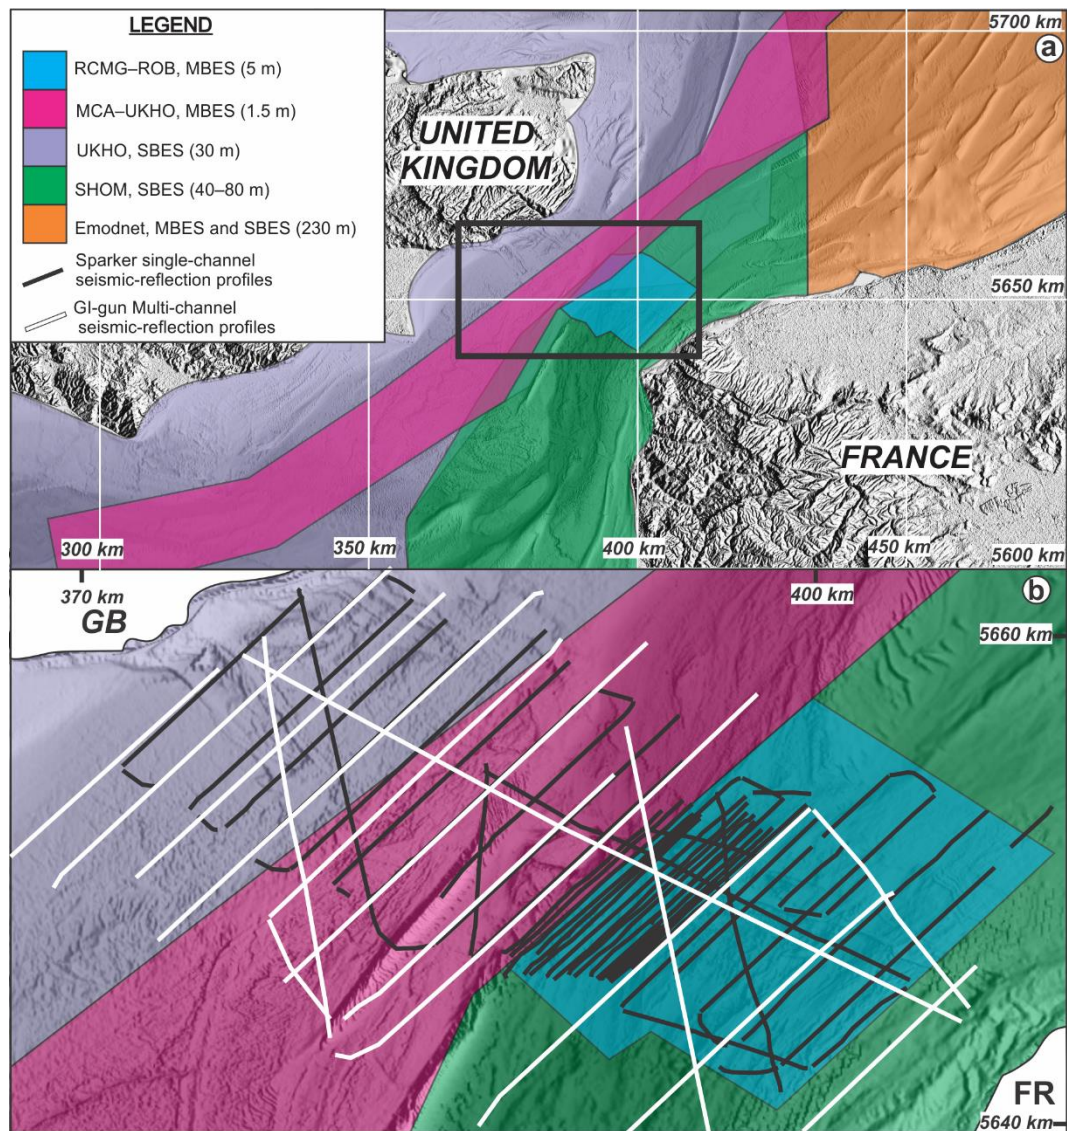 LEGEND
RCMG–ROB, MBES (5 m)
MCA–UKHO, MBES (1.5 m)
UKHO, SBES (30 m)
SHOM, SBES (40–80 m)
Emodnet, MBES and SBES (230 m)
Sparker single-channel
seismic-reflection profiles
GI-gun Multi-channel
seismic-reflection profiles
5700 km
a
UNITED
KINGDOM
5650 km
FRANCE
300 km
350 km
400 km
450 km
5600 km
370 km
GB
400 km
b
5660 km
FR
5640 km